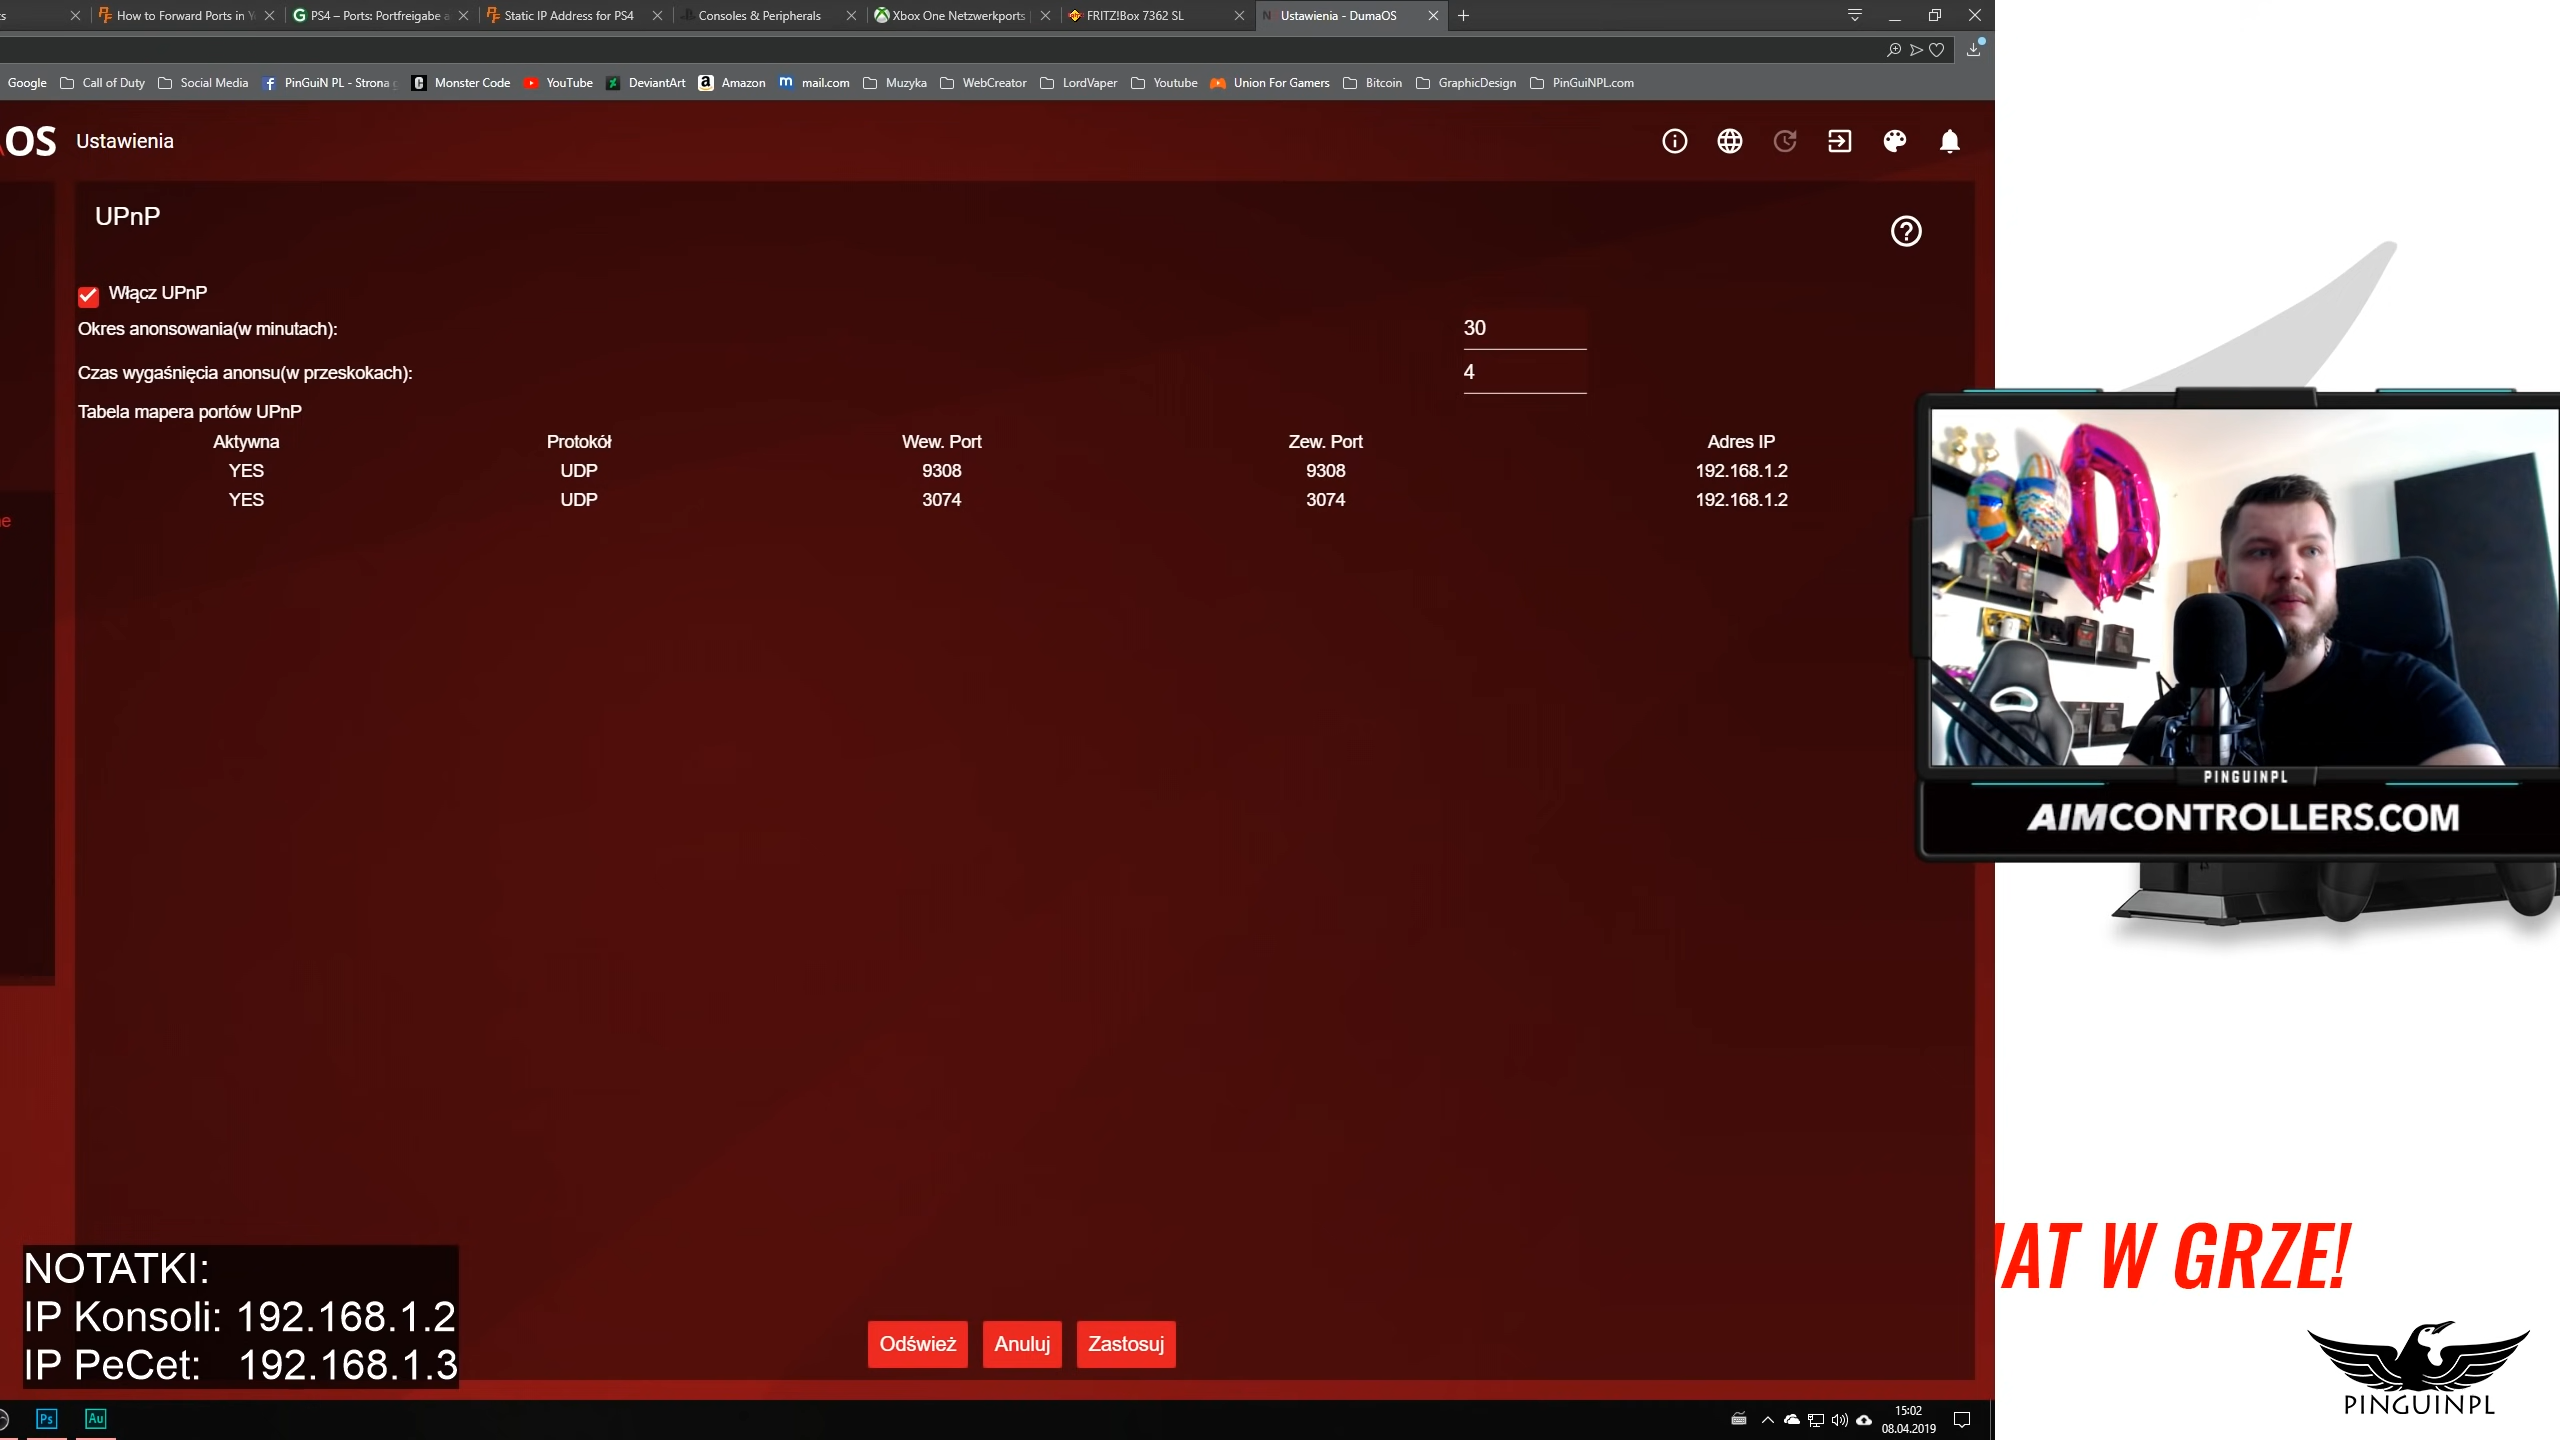 How to Forward Ports in Y
PS4 – Ports: Portfreigabe a
Static IP Address for PS4
Consoles & Peripherals
Xbox One Netzwerkports
FRITZ!Box 7362 SL
Ustawienia - DumaOS
Google
Call of Duty
Social Media
PinGuiN PL - Strona g
Monster Code
YouTube
DeviantArt
Amazon
mail.com
Muzyka
WebCreator
LordVaper
Youtube
Union For Gamers
Bitcoin
GraphicDesign
PinGuiNPL.com
OS Ustawienia
UPnP
Włącz UPnP
Okres anonsowania(w minutach): 30
Czas wygaśnięcia anonsu(w przeskokach): 4
Tabela mapera portów UPnP
Aktywna Protokół Wew. Port Zew. Port Adres IP
YES UDP 9308 9308 192.168.1.2
YES UDP 3074 3074 192.168.1.2
PINGUINPL
AIMCONTROLLERS.COM
NOTATKI:
IP Konsoli: 192.168.1.2
IP PeCet: 192.168.1.3
Odśwież Anuluj Zastosuj
AT W GRZE!
PINGUINPL
Ps Au
15:02
08.04.2019